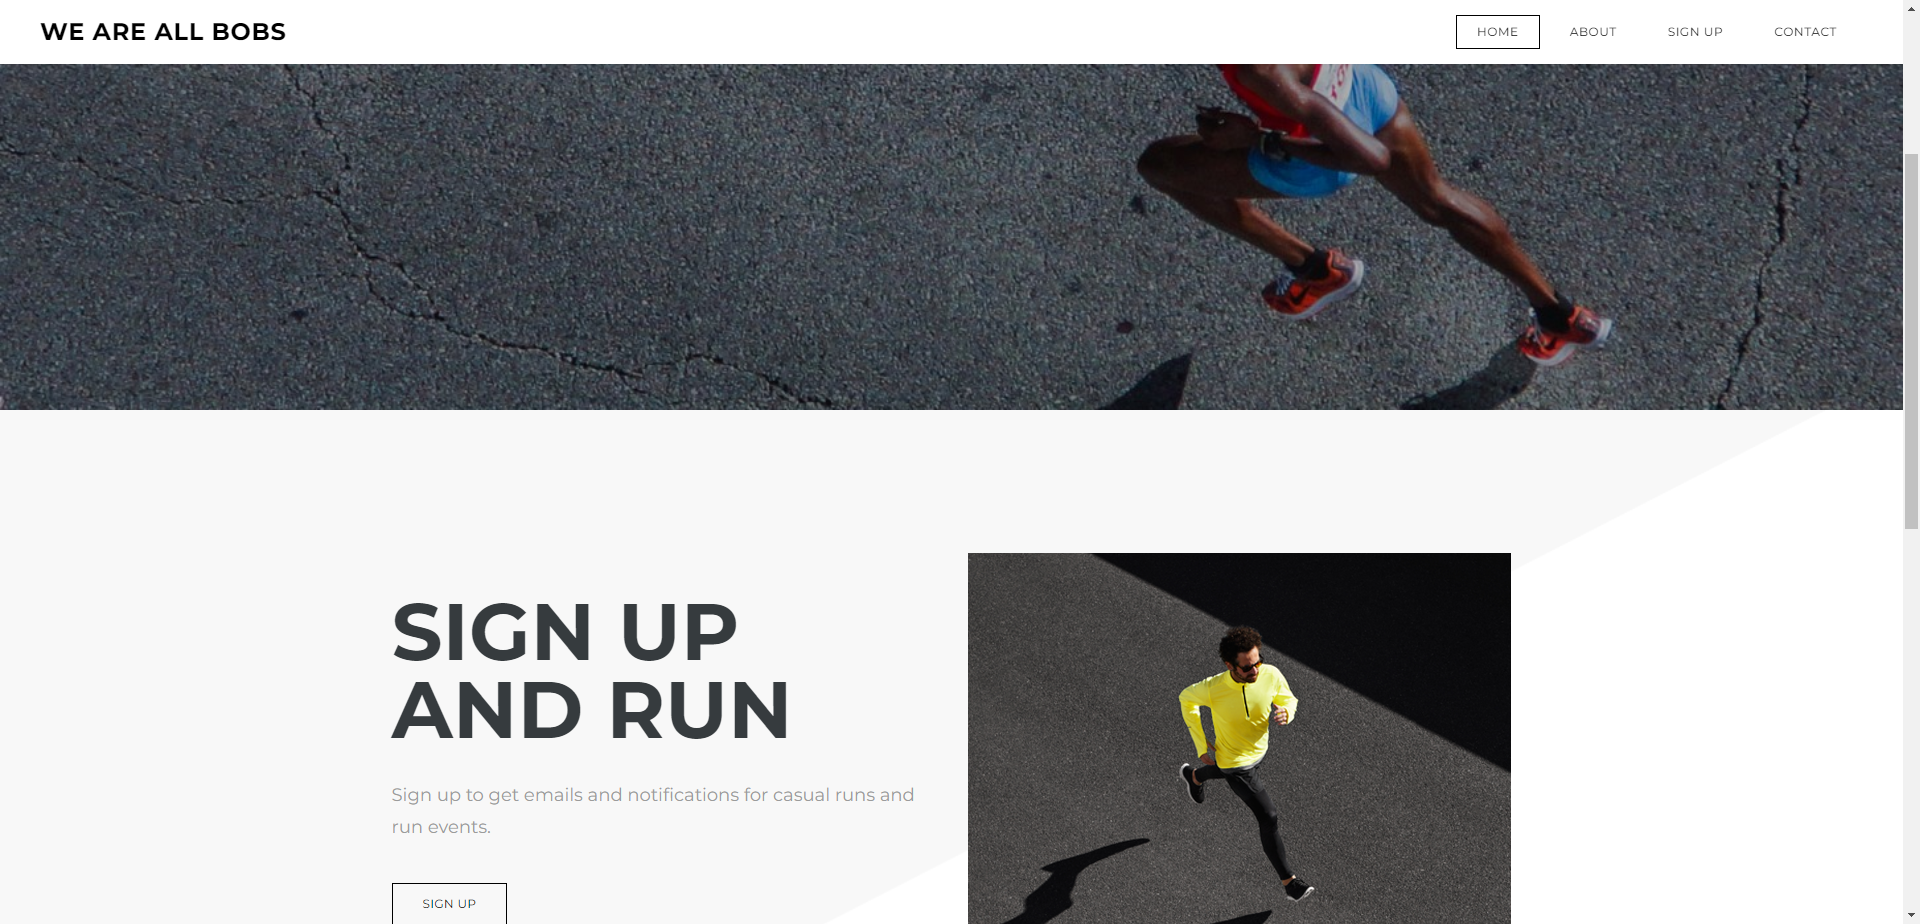 WE ARE ALL BOBS
HOME
ABOUT
SIGN UP
CONTACT
SIGN UP
AND RUN
Sign up to get emails and notifications for casual runs and
run events.
SIGN UP